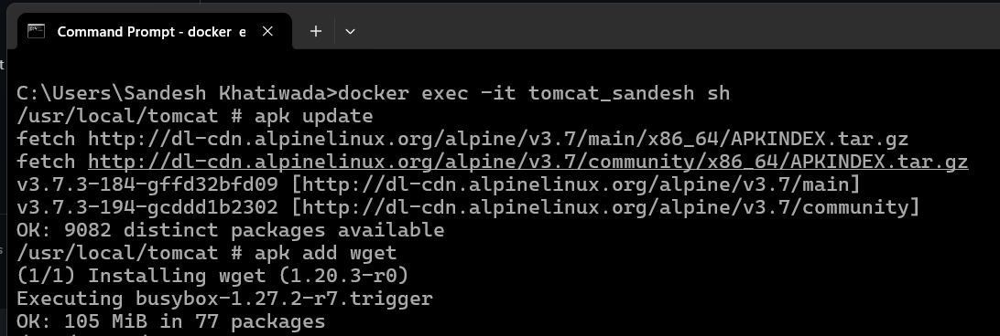 t
Command Prompt - docker e
C:\Users\Sandesh Khatiwada>docker exec -it tomcat_sandesh sh
/usr/local/tomcat # apk update
fetch http://dl-cdn.alpinelinux.org/alpine/v3.7/main/x86_64/APKINDEX.tar.gz
fetch http://dl-cdn.alpinelinux.org/alpine/v3.7/community/x86_64/APKINDEX.tar.gz
v3.7.3-184-gffd32bfd09 [http://dl-cdn.alpinelinux.org/alpine/v3.7/main]
v3.7.3-194-gcddd1b2302 [http://dl-cdn.alpinelinux.org/alpine/v3.7/community]
OK: 9082 distinct packages available
/usr/local/tomcat # apk add wget
(1/1) Installing wget (1.20.3-r0)
Executing busybox-1.27.2-r7.trigger
OK: 105 MiB in 77 packages